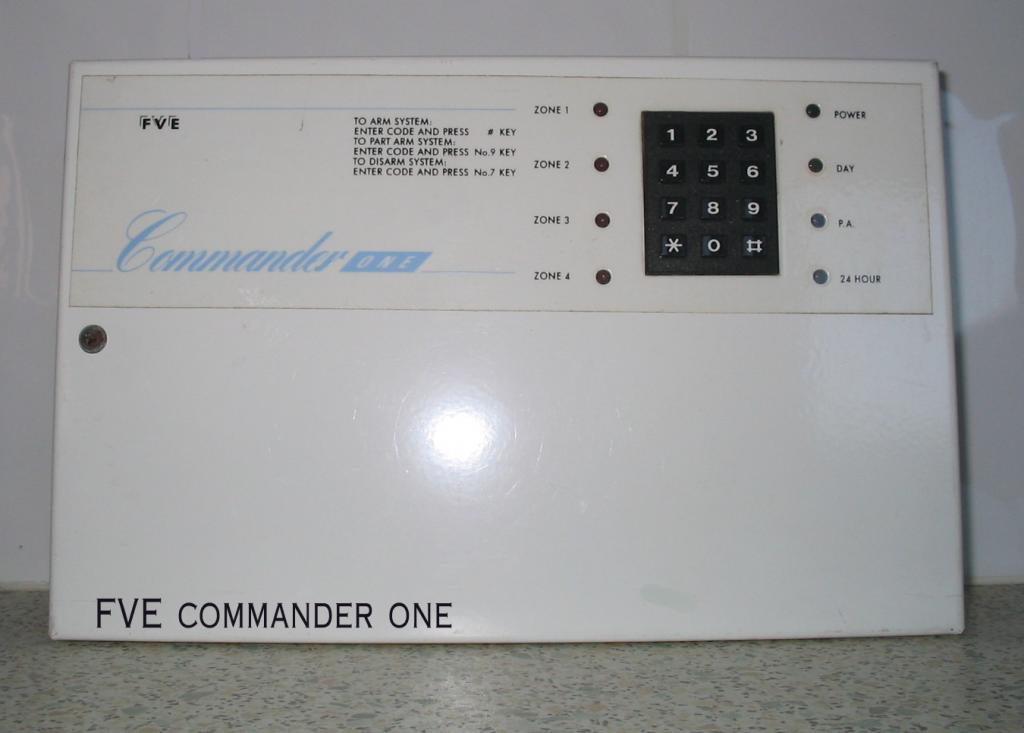 FVE
TO ARM SYSTEM:
ENTER CODE AND PRESS # KEY
TO PART ARM SYSTEM:
ENTER CODE AND PRESS No.9 KEY
TO DISARM SYSTEM:
ENTER CODE AND PRESS No.7 KEY
Commander ONE
ZONE 1
ZONE 2
ZONE 3
ZONE 4
1 2 3
4 5 6
7 8 9
* 0 #
POWER
DAY
P.A.
24 HOUR
FVE COMMANDER ONE